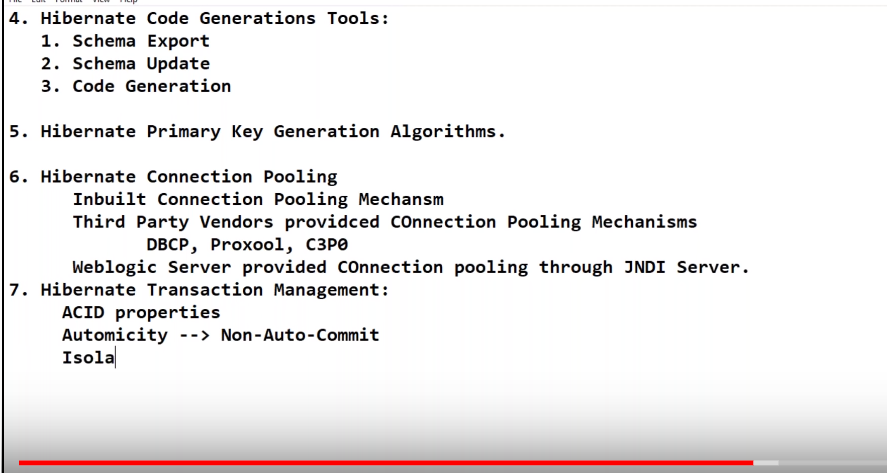 File Edit Format View Help
4. Hibernate Code Generations Tools:
1. Schema Export
2. Schema Update
3. Code Generation
5. Hibernate Primary Key Generation Algorithms.
6. Hibernate Connection Pooling
Inbuilt Connection Pooling Mechansm
Third Party Vendors providced COnnection Pooling Mechanisms
DBCP, Proxool, C3P0
Weblogic Server provided COnnection pooling through JNDI Server.
7. Hibernate Transaction Management:
ACID properties
Automicity --> Non-Auto-Commit
Isola